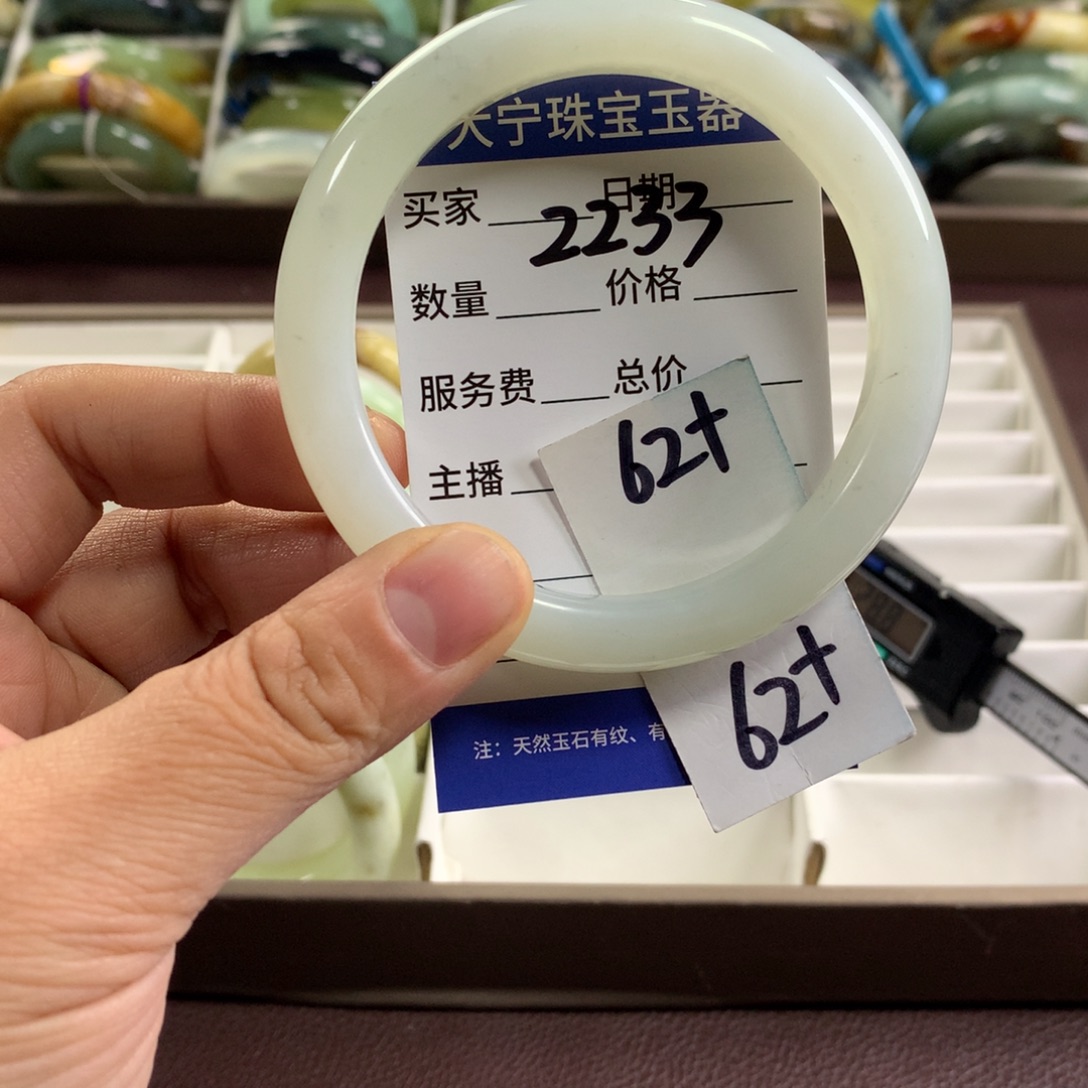 天宁珠宝玉器
买家 日期
2233
数量 价格
服务费 总价
62+
主播
62+
注：天然玉石有纹、有